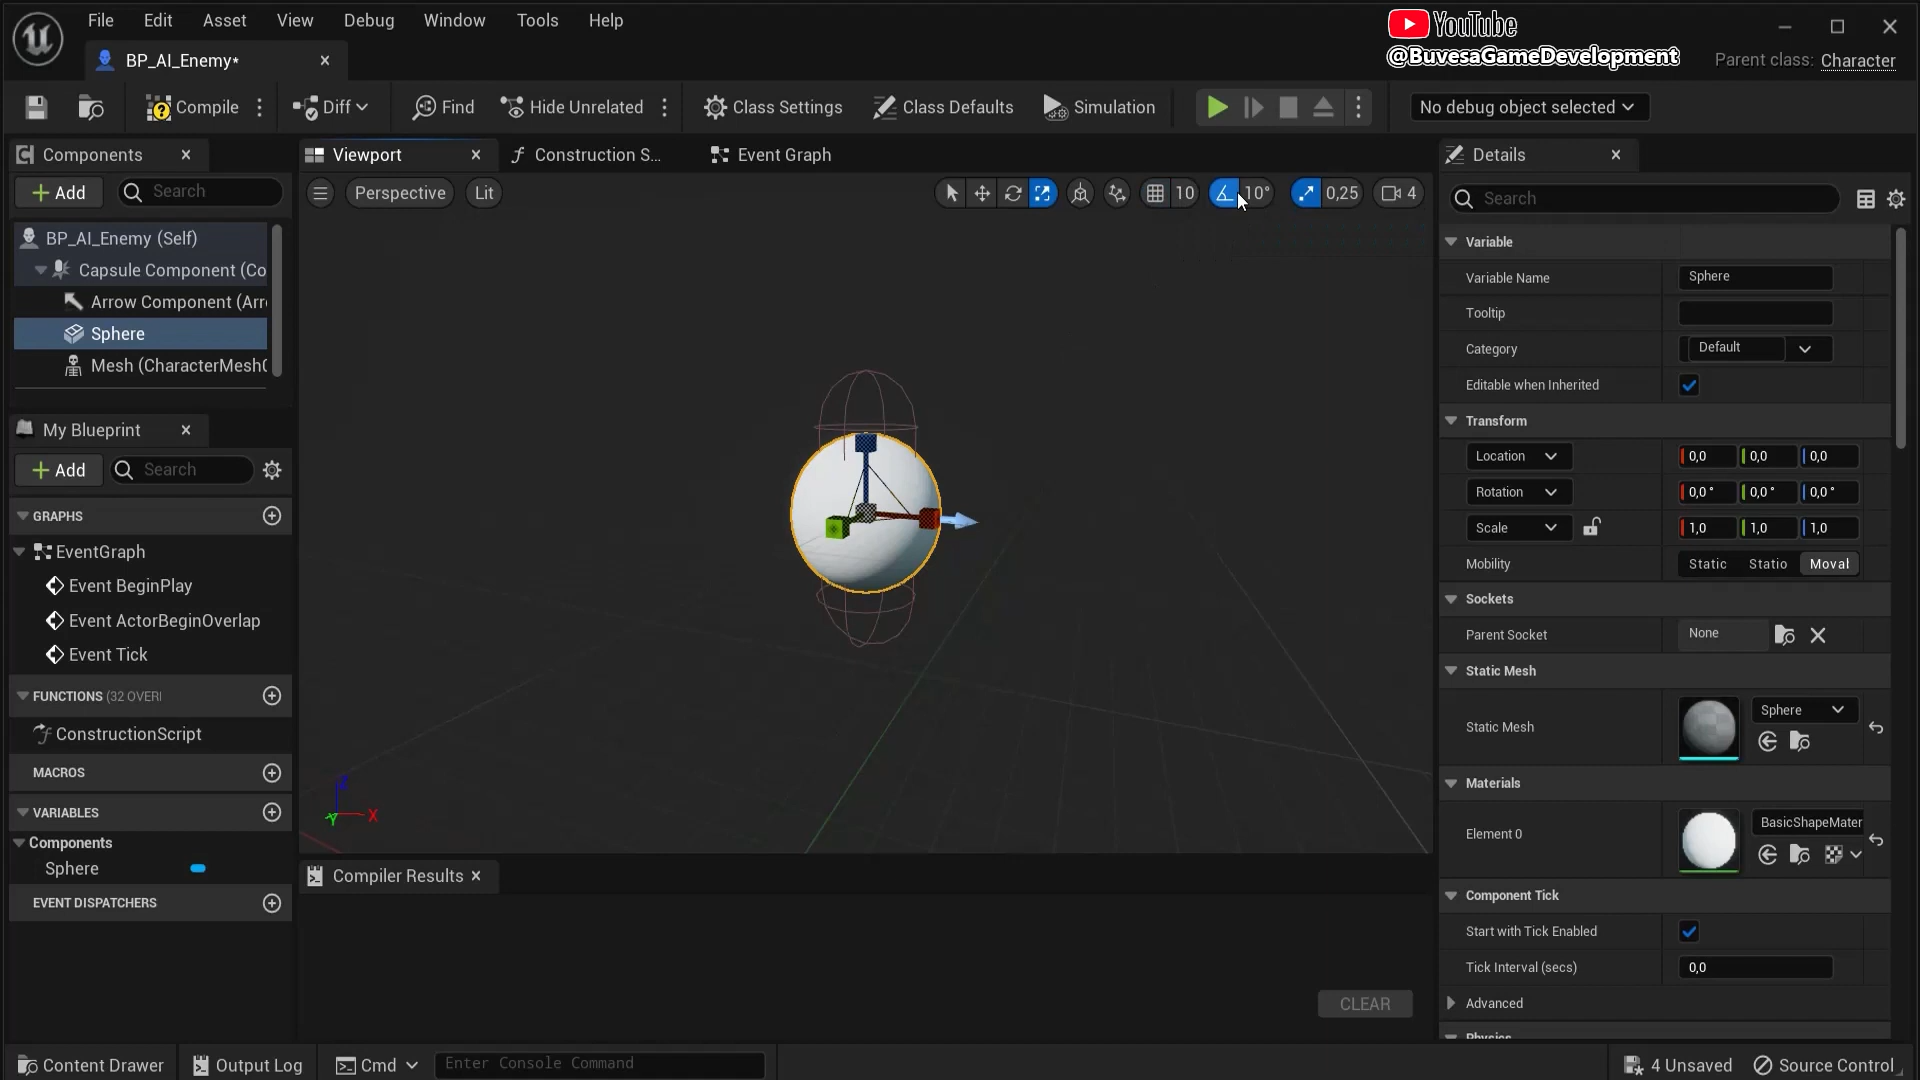 File Edit Asset View Debug Window Tools Help
YouTube
@BuvesaGameDevelopment
BP_AI_Enemy*
Parent class: Character
Compile Diff Find Hide Unrelated Class Settings Class Defaults Simulation No debug object selected
Components
Add Search
BP_AI_Enemy (Self)
Capsule Component (Co
Arrow Component (Arr
Sphere
Mesh (CharacterMesh
My Blueprint
Add Search
GRAPHS
EventGraph
Event BeginPlay
Event ActorBeginOverlap
Event Tick
FUNCTIONS (32 OVERI
ConstructionScript
MACROS
VARIABLES
Components
Sphere
EVENT DISPATCHERS
Viewport Construction S... Event Graph
Perspective Lit 10 10° 0,25 4
Z
Y X
Compiler Results
CLEAR
Details
Search
Variable
Variable Name Sphere
Tooltip
Category Default
Editable when Inherited
Transform
Location 0,0 0,0 0,0
Rotation 0,0 ° 0,0 ° 0,0 °
Scale 1,0 1,0 1,0
Mobility Static Statio Moval
Sockets
Parent Socket None
Static Mesh
Static Mesh Sphere
Materials
Element 0 BasicShapeMater
Component Tick
Start with Tick Enabled
Tick Interval (secs) 0,0
Advanced
Physics
Content Drawer Output Log Cmd Enter Console Command 4 Unsaved Source Control